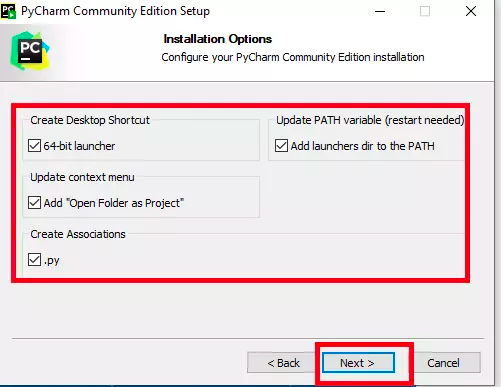 PyCharm Community Edition Setup
PC
Installation Options
Configure your PyCharm Community Edition installation
Create Desktop Shortcut
64-bit launcher
Update PATH variable (restart needed)
Add launchers dir to the PATH
Update context menu
Add "Open Folder as Project"
Create Associations
.py
< Back
Next >
Cancel